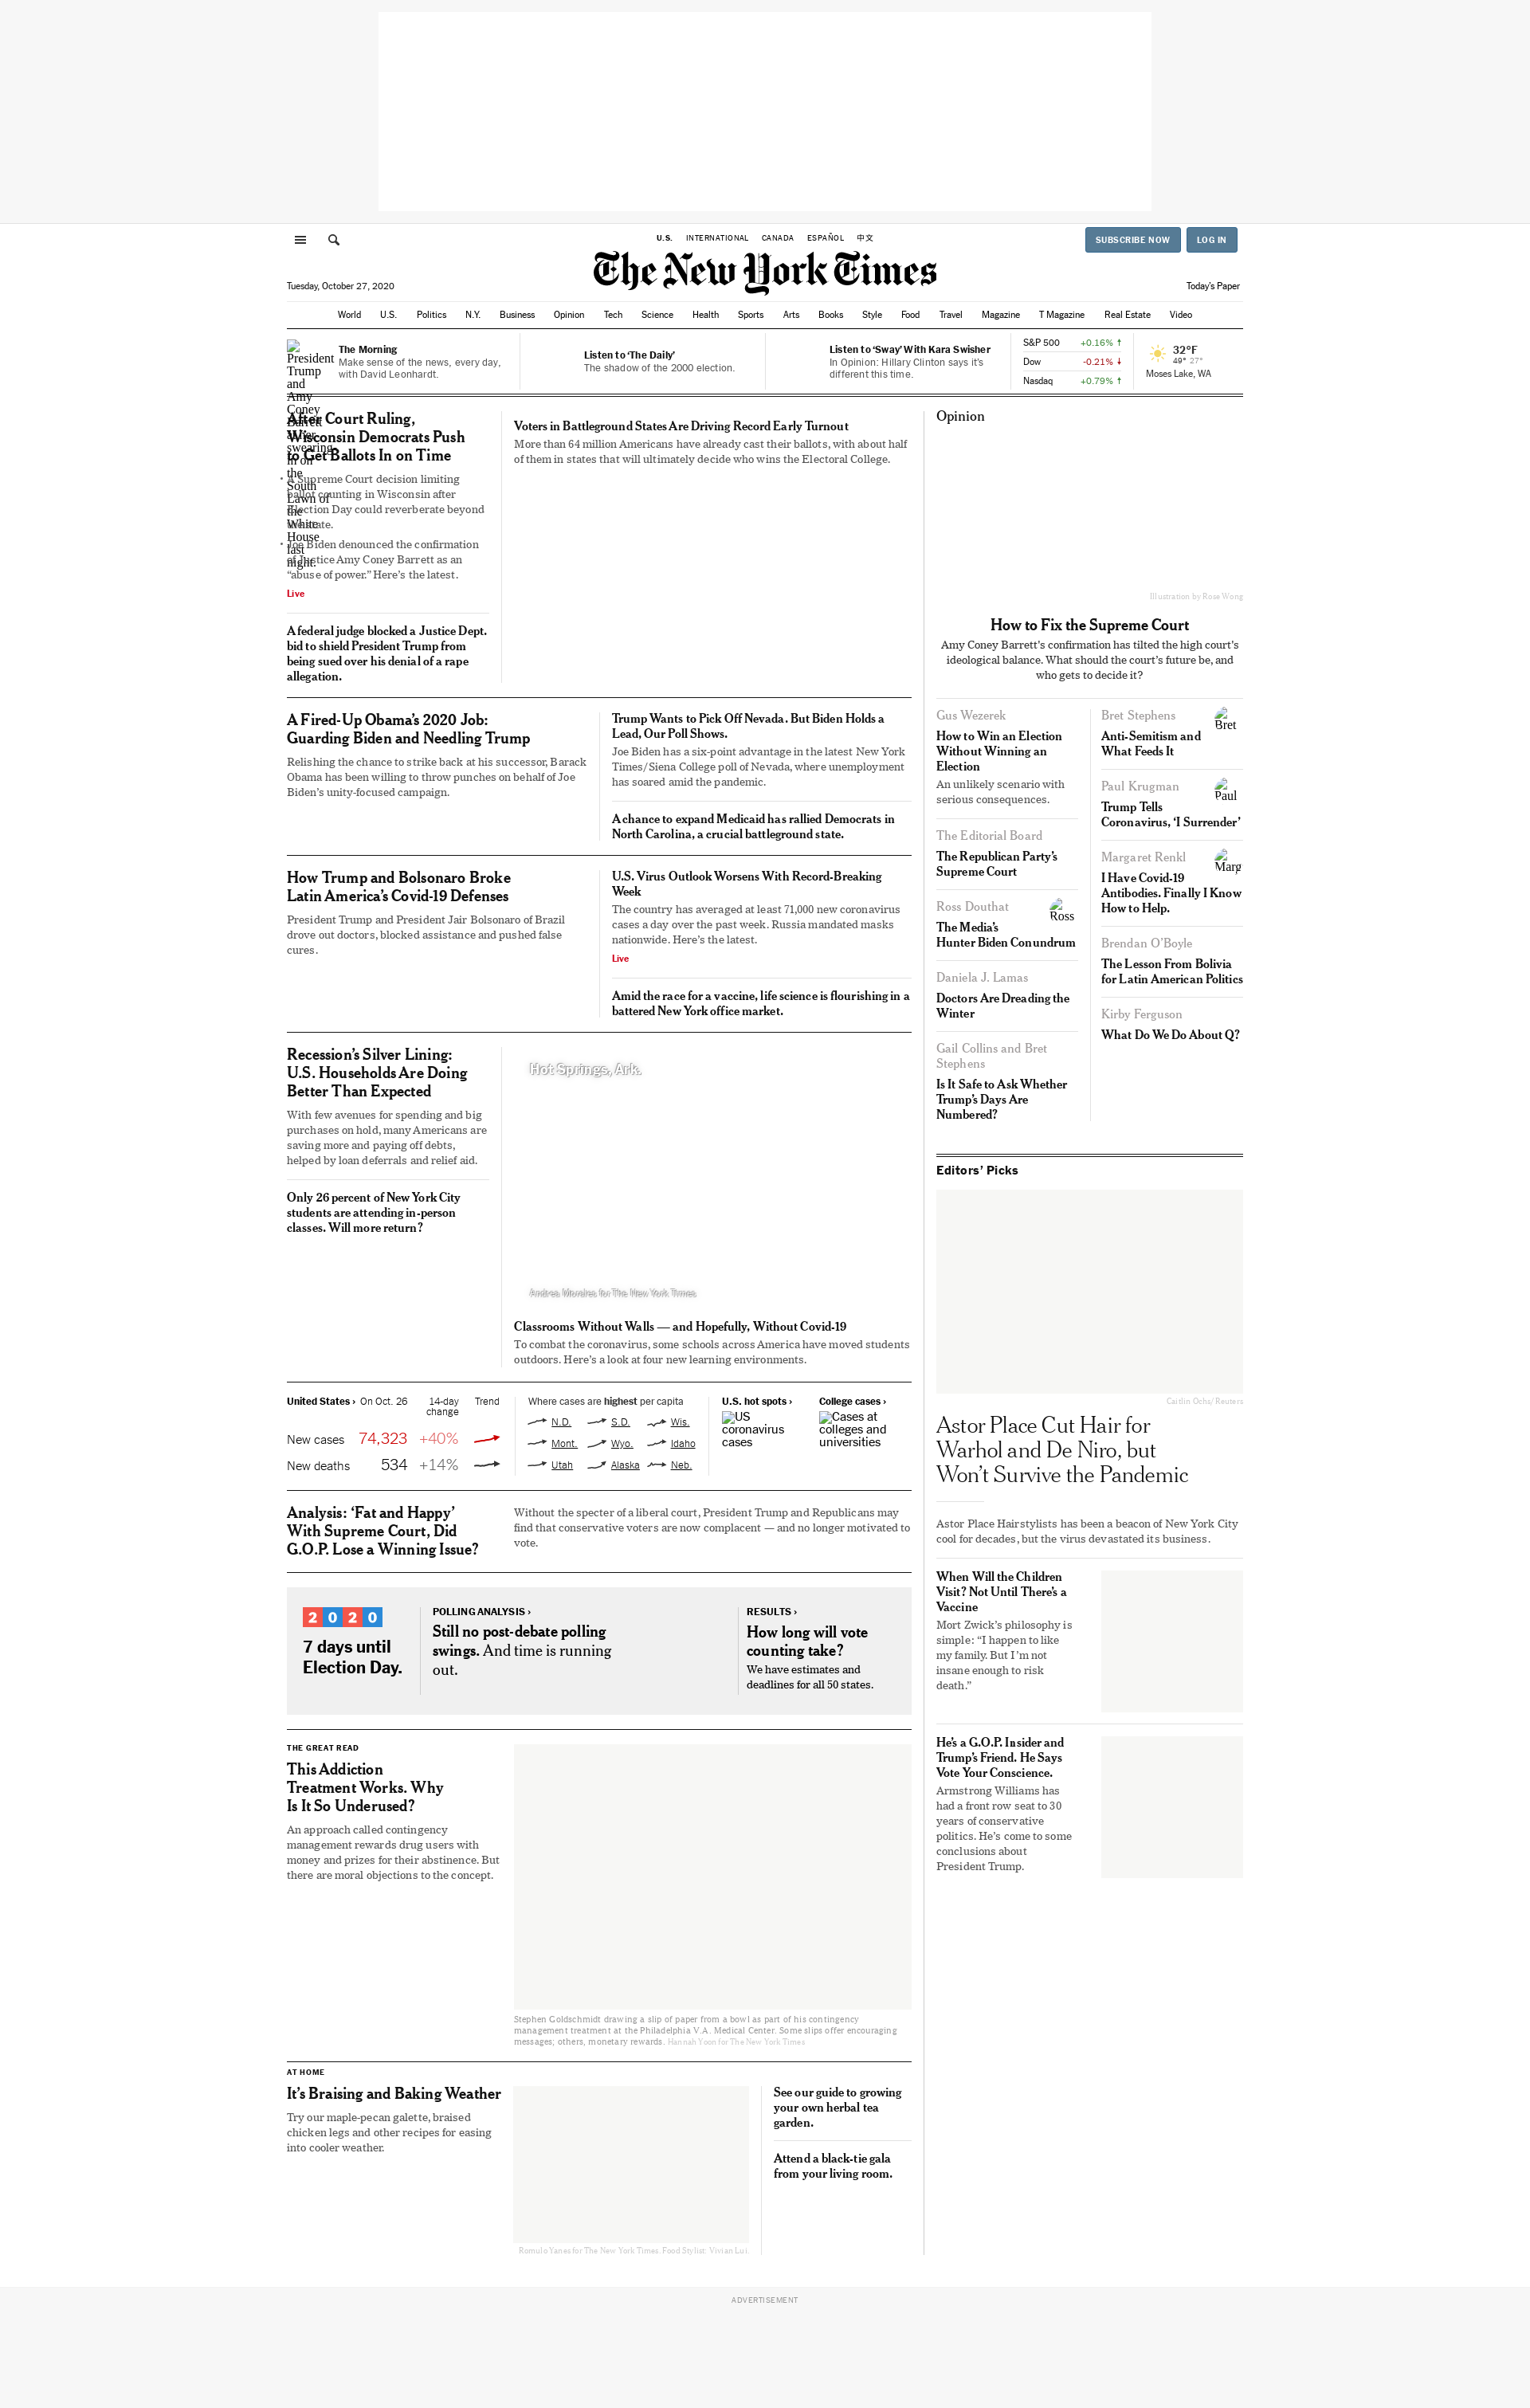 U.S. INTERNATIONAL CANADA ESPAÑOL 中文
SUBSCRIBE NOW LOG IN
The New York Times
Tuesday, October 27, 2020
Today's Paper
World U.S. Politics N.Y. Business Opinion Tech Science Health Sports Arts Books Style Food Travel Magazine T Magazine Real Estate Video
President
Trump
and
Amy
Coney
Barrett
after
swearing
in on
the
South
Lawn of
the
White
House
last
night.
The Morning
Make sense of the news, every day,
with David Leonhardt.
Listen to ‘The Daily’
The shadow of the 2000 election.
Listen to ‘Sway’ With Kara Swisher
In Opinion: Hillary Clinton says it’s
different this time.
S&P 500 +0.16% ↑
Dow -0.21% ↓
Nasdaq +0.79% ↑
32°F
49° 27°
Moses Lake, WA
After Court Ruling,
Wisconsin Democrats Push
to Get Ballots In on Time
• A Supreme Court decision limiting
ballot counting in Wisconsin after
Election Day could reverberate beyond
the state.
• Joe Biden denounced the confirmation
of Justice Amy Coney Barrett as an
“abuse of power.” Here’s the latest.
Live
A federal judge blocked a Justice Dept.
bid to shield President Trump from
being sued over his denial of a rape
allegation.
Voters in Battleground States Are Driving Record Early Turnout
More than 64 million Americans have already cast their ballots, with about half
of them in states that will ultimately decide who wins the Electoral College.
A Fired-Up Obama’s 2020 Job:
Guarding Biden and Needling Trump
Relishing the chance to strike back at his successor, Barack
Obama has been willing to throw punches on behalf of Joe
Biden’s unity-focused campaign.
Trump Wants to Pick Off Nevada. But Biden Holds a
Lead, Our Poll Shows.
Joe Biden has a six-point advantage in the latest New York
Times/Siena College poll of Nevada, where unemployment
has soared amid the pandemic.
A chance to expand Medicaid has rallied Democrats in
North Carolina, a crucial battleground state.
How Trump and Bolsonaro Broke
Latin America’s Covid-19 Defenses
President Trump and President Jair Bolsonaro of Brazil
drove out doctors, blocked assistance and pushed false
cures.
U.S. Virus Outlook Worsens With Record-Breaking
Week
The country has averaged at least 71,000 new coronavirus
cases a day over the past week. Russia mandated masks
nationwide. Here’s the latest.
Live
Amid the race for a vaccine, life science is flourishing in a
battered New York office market.
Recession’s Silver Lining:
U.S. Households Are Doing
Better Than Expected
With few avenues for spending and big
purchases on hold, many Americans are
saving more and paying off debts,
helped by loan deferrals and relief aid.
Only 26 percent of New York City
students are attending in-person
classes. Will more return?
Hot Springs, Ark.
Andrea Morales for The New York Times
Classrooms Without Walls — and Hopefully, Without Covid-19
To combat the coronavirus, some schools across America have moved students
outdoors. Here’s a look at four new learning environments.
United States › On Oct. 26 14-day Trend
change
New cases 74,323 +40%
New deaths 534 +14%
Where cases are highest per capita
N.D. S.D. Wis.
Mont. Wyo. Idaho
Utah Alaska Neb.
U.S. hot spots ›
US
coronavirus
cases
College cases ›
Cases at
colleges and
universities
Analysis: ‘Fat and Happy’
With Supreme Court, Did
G.O.P. Lose a Winning Issue?
Without the specter of a liberal court, President Trump and Republicans may
find that conservative voters are now complacent — and no longer motivated to
vote.
2020
7 days until
Election Day.
POLLING ANALYSIS ›
Still no post-debate polling
swings. And time is running
out.
RESULTS ›
How long will vote
counting take?
We have estimates and
deadlines for all 50 states.
THE GREAT READ
This Addiction
Treatment Works. Why
Is It So Underused?
An approach called contingency
management rewards drug users with
money and prizes for their abstinence. But
there are moral objections to the concept.
Stephen Goldschmidt drawing a slip of paper from a bowl as part of his contingency
management treatment at the Philadelphia V.A. Medical Center. Some slips offer encouraging
messages; others, monetary rewards. Hannah Yoon for The New York Times
AT HOME
It’s Braising and Baking Weather
Try our maple-pecan galette, braised
chicken legs and other recipes for easing
into cooler weather.
Romulo Yanes for The New York Times. Food Stylist: Vivian Lui.
See our guide to growing
your own herbal tea
garden.
Attend a black-tie gala
from your living room.
Opinion
Illustration by Rose Wong
How to Fix the Supreme Court
Amy Coney Barrett’s confirmation has tilted the high court’s
ideological balance. What should the court’s future be, and
who gets to decide it?
Gus Wezerek
How to Win an Election
Without Winning an
Election
An unlikely scenario with
serious consequences.
The Editorial Board
The Republican Party’s
Supreme Court
Ross Douthat
Ross
The Media’s
Hunter Biden Conundrum
Daniela J. Lamas
Doctors Are Dreading the
Winter
Gail Collins and Bret
Stephens
Is It Safe to Ask Whether
Trump’s Days Are
Numbered?
Bret Stephens
Bret
Anti-Semitism and
What Feeds It
Paul Krugman
Paul
Trump Tells
Coronavirus, ‘I Surrender’
Margaret Renkl
Marg
I Have Covid-19
Antibodies. Finally I Know
How to Help.
Brendan O’Boyle
The Lesson From Bolivia
for Latin American Politics
Kirby Ferguson
What Do We Do About Q?
Editors’ Picks
Caitlin Ochs/Reuters
Astor Place Cut Hair for
Warhol and De Niro, but
Won’t Survive the Pandemic
Astor Place Hairstylists has been a beacon of New York City
cool for decades, but the virus devastated its business.
When Will the Children
Visit? Not Until There’s a
Vaccine
Mort Zwick’s philosophy is
simple: “I happen to like
my family. But I’m not
insane enough to risk
death.”
He’s a G.O.P. Insider and
Trump’s Friend. He Says
Vote Your Conscience.
Armstrong Williams has
had a front row seat to 30
years of conservative
politics. He’s come to some
conclusions about
President Trump.
ADVERTISEMENT